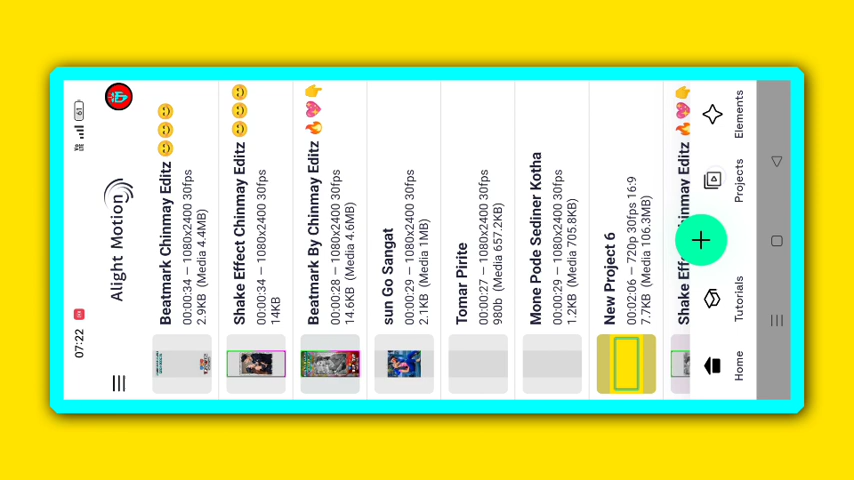 07:22
61
Alight Motion
Beatmark Chinmay Editz 😊😊😊
00:00:34 — 1080x2400 30fps
2.9KB (Media 4.4MB)
Shake Effect Chinmay Editz 😊😊😊
00:00:34 — 1080x2400 30fps
14KB
Beatmark By Chinmay Editz 🔥💖👉
00:00:28 — 1080x2400 30fps
14.6KB (Media 4.6MB)
sun Go Sangat
00:00:29 — 1080x2400 30fps
2.1KB (Media 1MB)
Tomar Pirite
00:00:27 — 1080x2400 30fps
980b (Media 657.2KB)
Mone Pode Sediner Kotha
00:00:29 — 1080x2400 30fps
1.2KB (Media 705.8KB)
New Project 6
00:02:06 — 720p 30fps 16:9
7.7KB (Media 106.3MB)
Shake Effect Chinmay Editz 🔥💖👉
Home
Tutorials
Projects
Elements